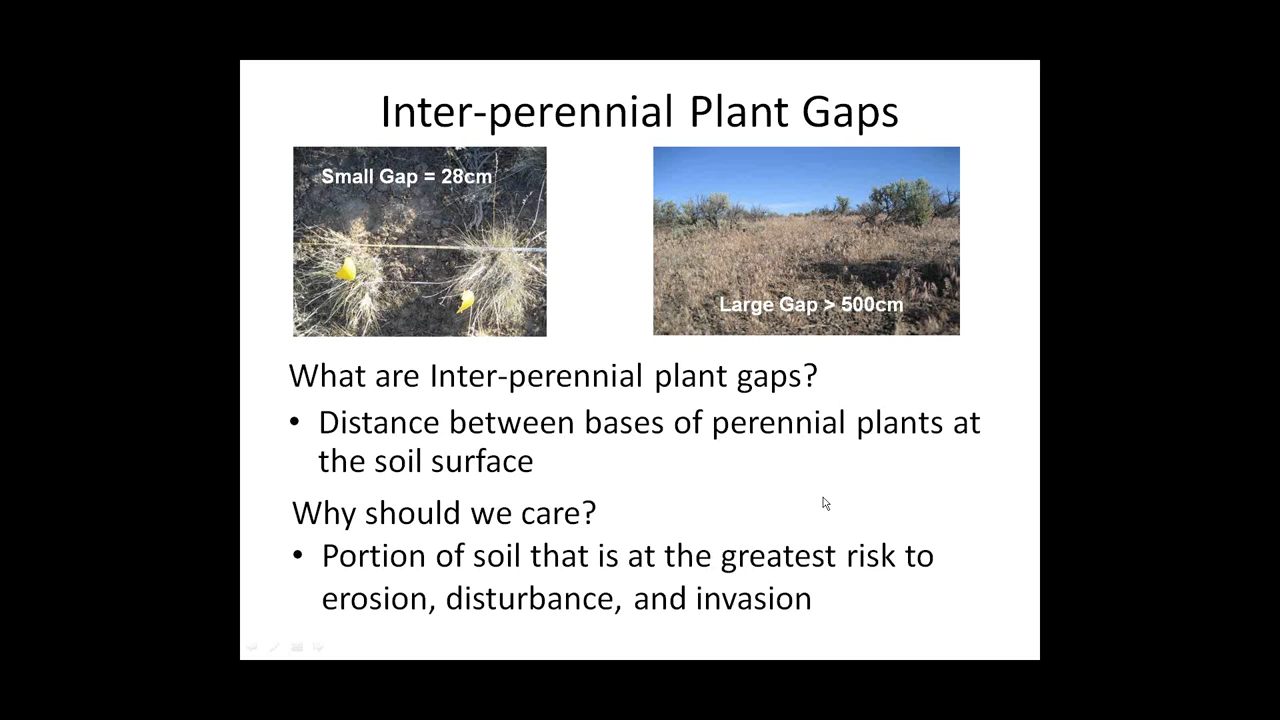 Inter-perennial Plant Gaps
Small Gap = 28cm
Large Gap > 500cm
What are Inter-perennial plant gaps?
• Distance between bases of perennial plants at
the soil surface
Why should we care?
• Portion of soil that is at the greatest risk to
erosion, disturbance, and invasion